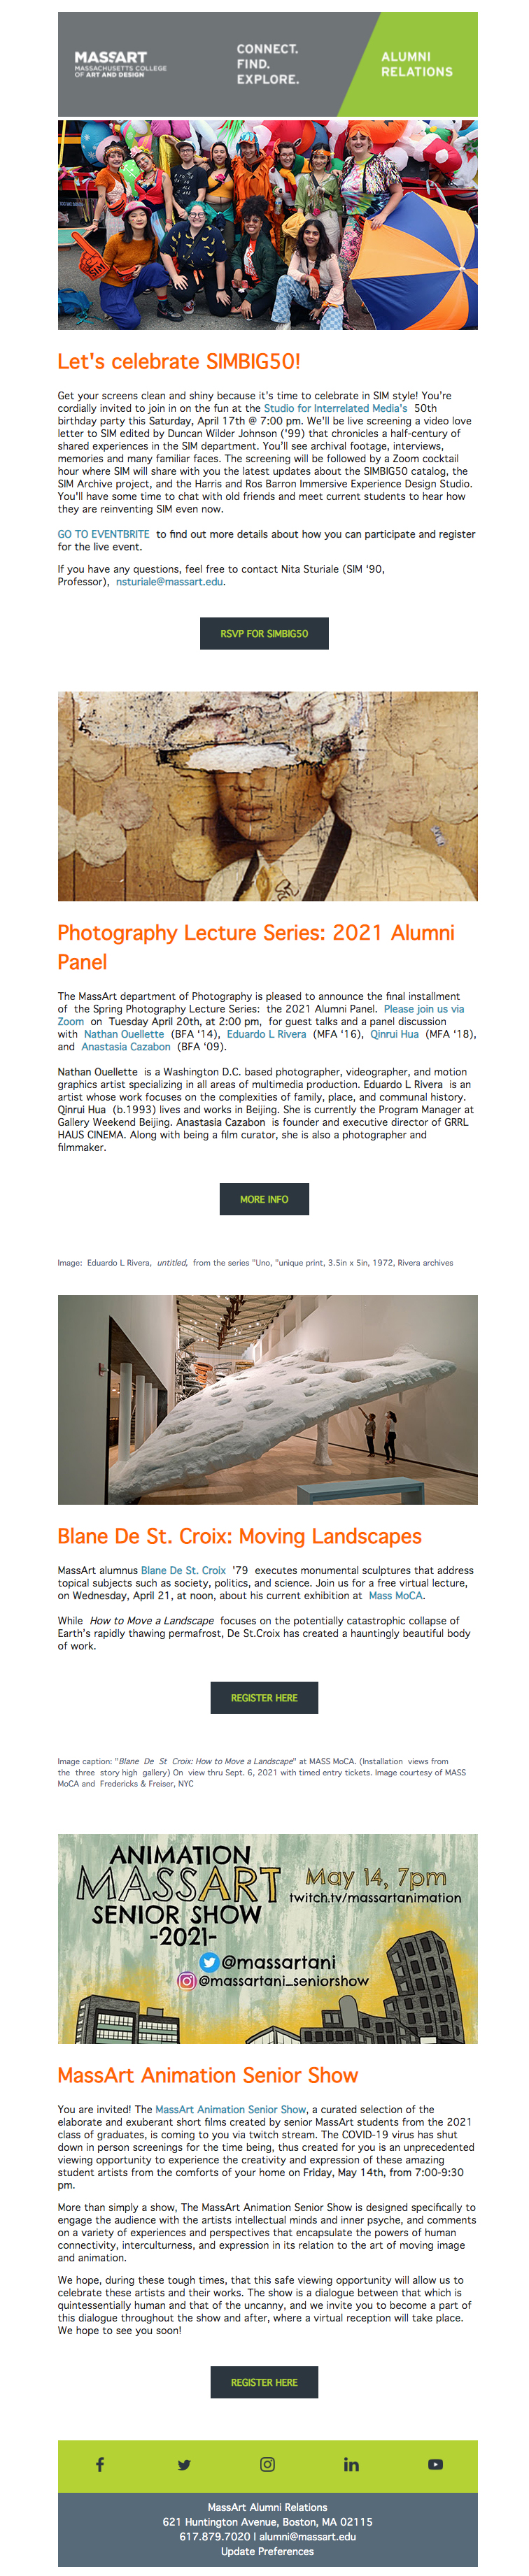 MASSART
MASSACHUSETTS COLLEGE
OF ART AND DESIGN
CONNECT.
FIND.
EXPLORE.
ALUMNI
RELATIONS
SIM
Let's celebrate SIMBIG50!
Get your screens clean and shiny because it's time to celebrate in SIM style! You're
cordially invited to join in on the fun at the Studio for Interrelated Media's 50th
birthday party this Saturday, April 17th @ 7:00 pm. We'll be live screening a video love
letter to SIM edited by Duncan Wilder Johnson ('99) that chronicles a half-century of
shared experiences in the SIM department. You'll see archival footage, interviews,
memories and many familiar faces. The screening will be followed by a Zoom cocktail
hour where SIM will share with you the latest updates about the SIMBIG50 catalog, the
SIM Archive project, and the Harris and Ros Barron Immersive Experience Design Studio.
You'll have some time to chat with old friends and meet current students to hear how
they are reinventing SIM even now.
GO TO EVENTBRITE to find out more details about how you can participate and register
for the live event.
If you have any questions, feel free to contact Nita Sturiale (SIM '90,
Professor), nsturiale@massart.edu.
RSVP FOR SIMBIG50
Photography Lecture Series: 2021 Alumni
Panel
The MassArt department of Photography is pleased to announce the final installment
of the Spring Photography Lecture Series: the 2021 Alumni Panel. Please join us via
Zoom on Tuesday April 20th, at 2:00 pm, for guest talks and a panel discussion
with Nathan Ouellette (BFA '14), Eduardo L Rivera (MFA '16), Qinrui Hua (MFA '18),
and Anastasia Cazabon (BFA '09).
Nathan Ouellette is a Washington D.C. based photographer, videographer, and motion
graphics artist specializing in all areas of multimedia production. Eduardo L Rivera is an
artist whose work focuses on the complexities of family, place, and communal history.
Qinrui Hua (b.1993) lives and works in Beijing. She is currently the Program Manager at
Gallery Weekend Beijing. Anastasia Cazabon is founder and executive director of GRRL
HAUS CINEMA. Along with being a film curator, she is also a photographer and
filmmaker.
MORE INFO
Image: Eduardo L Rivera, untitled, from the series "Uno, "unique print, 3.5in x 5in, 1972, Rivera archives
Blane De St. Croix: Moving Landscapes
MassArt alumnus Blane De St. Croix '79 executes monumental sculptures that address
topical subjects such as society, politics, and science. Join us for a free virtual lecture,
on Wednesday, April 21, at noon, about his current exhibition at Mass MoCA.
While How to Move a Landscape focuses on the potentially catastrophic collapse of
Earth's rapidly thawing permafrost, De St.Croix has created a hauntingly beautiful body
of work.
REGISTER HERE
Image caption: "Blane De St Croix: How to Move a Landscape" at MASS MoCA. (Installation views from
the three story high gallery) On view thru Sept. 6, 2021 with timed entry tickets. Image courtesy of MASS
MoCA and Fredericks & Freiser, NYC
ANIMATION
MASSART
SENIOR SHOW
-2021-
May 14, 7pm
twitch.tv/massartanimation
@massartani
@massartani_seniorshow
MassArt Animation Senior Show
You are invited! The MassArt Animation Senior Show, a curated selection of the
elaborate and exuberant short films created by senior MassArt students from the 2021
class of graduates, is coming to you via twitch stream. The COVID-19 virus has shut
down in person screenings for the time being, thus created for you is an unprecedented
viewing opportunity to experience the creativity and expression of these amazing
student artists from the comforts of your home on Friday, May 14th, from 7:00-9:30
pm.
More than simply a show, The MassArt Animation Senior Show is designed specifically to
engage the audience with the artists intellectual minds and inner psyche, and comments
on a variety of experiences and perspectives that encapsulate the powers of human
connectivity, interculturness, and expression in its relation to the art of moving image
and animation.
We hope, during these tough times, that this safe viewing opportunity will allow us to
celebrate these artists and their works. The show is a dialogue between that which is
quintessentially human and that of the uncanny, and we invite you to become a part of
this dialogue throughout the show and after, where a virtual reception will take place.
We hope to see you soon!
REGISTER HERE
MassArt Alumni Relations
621 Huntington Avenue, Boston, MA 02115
617.879.7020 | alumni@massart.edu
Update Preferences